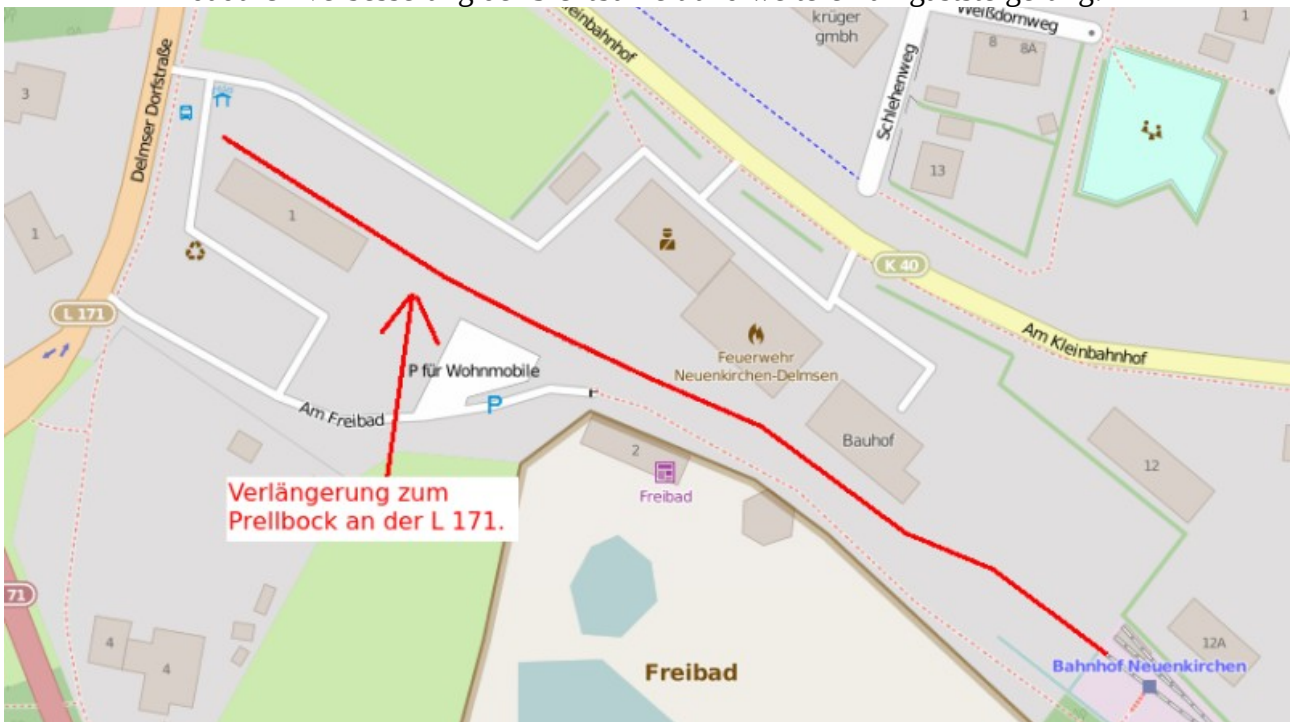 krüger
gmbh
Weißdornweg
1
8
8A
Kleinbahnhof
3
Delmser Dorfstraße
Schlehenweg
13
1
1
K 40
L 171
Am Kleinbahnhof
Feuerwehr
Neuenkirchen-Delmsen
P für Wohnmobile
P
Am Freibad
Bauhof
12
2
Freibad
Verlängerung zum
Prellbock an der L 171.
71
4
4
12A
Bahnhof Neuenkirchen
Freibad